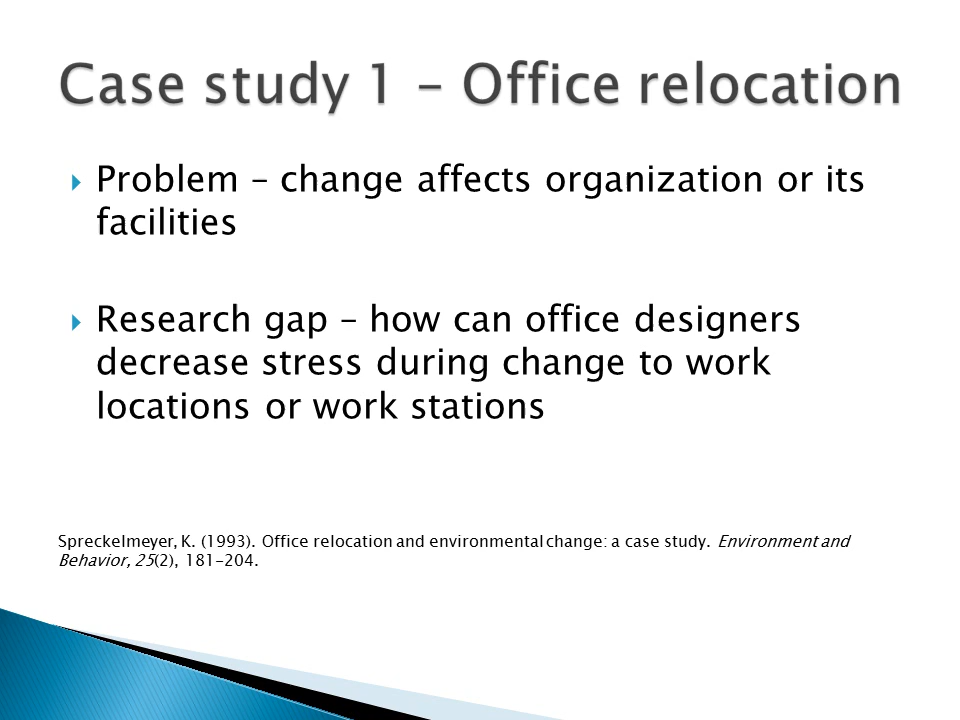 Case study 1 – Office relocation
Problem – change affects organization or its
facilities
Research gap – how can office designers
decrease stress during change to work
locations or work stations
Spreckelmeyer, K. (1993). Office relocation and environmental change: a case study. Environment and
Behavior, 25(2), 181-204.